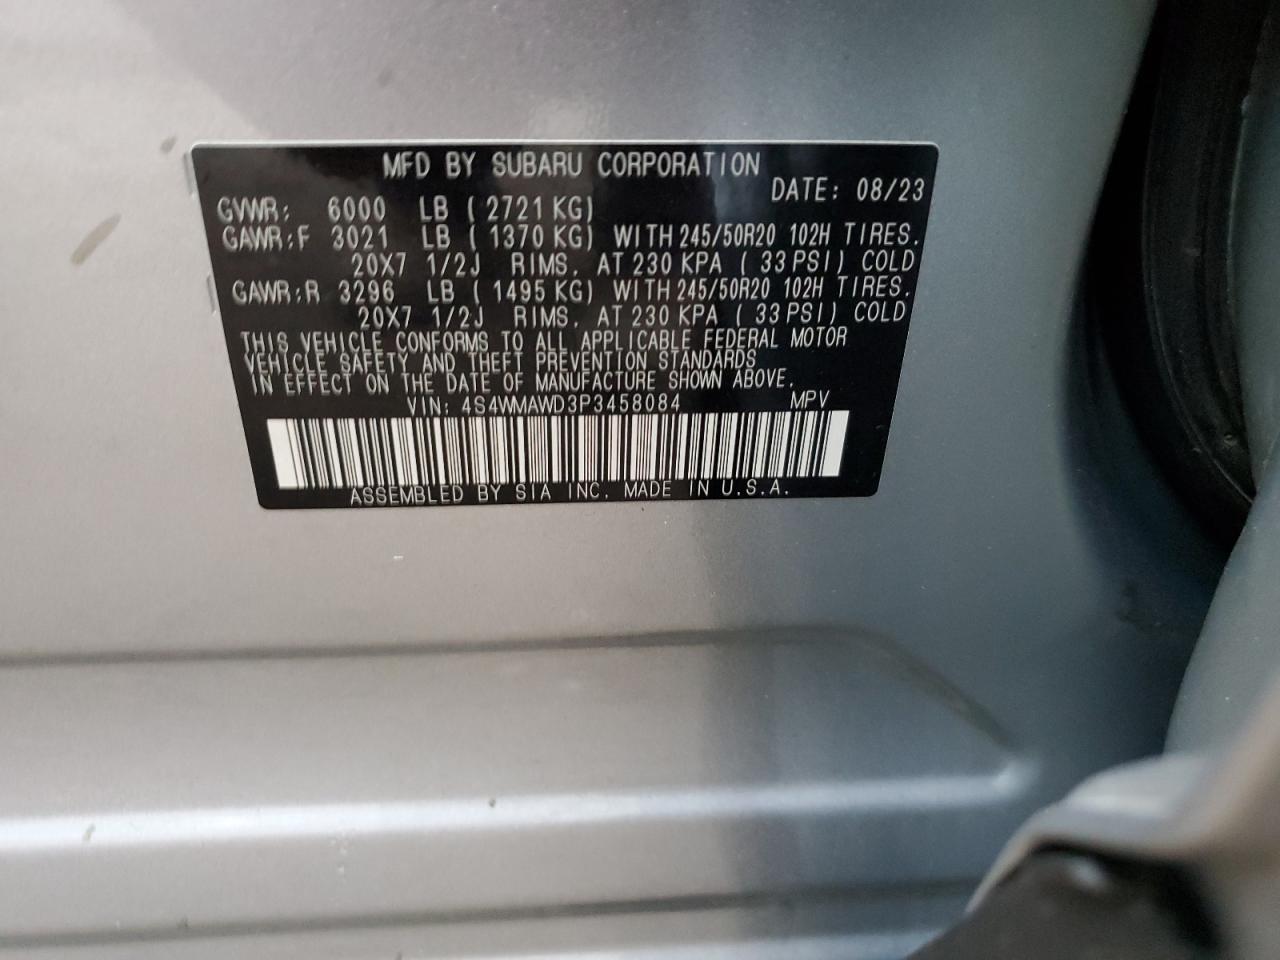 MFD BY SUBARU CORPORATION
DATE: 08/23
GVWR: 6000 LB ( 2721 KG)
GAWR:F 3021 LB ( 1370 KG) WITH 245/50R20 102H TIRES.
20X7 1/2J RIMS. AT 230 KPA ( 33 PSI) COLD
GAWR:R 3296 LB ( 1495 KG) WITH 245/50R20 102H TIRES.
20X7 1/2J RIMS. AT 230 KPA ( 33 PSI) COLD
THIS VEHICLE CONFORMS TO ALL APPLICABLE FEDERAL MOTOR
VEHICLE SAFETY AND THEFT PREVENTION STANDARDS
IN EFFECT ON THE DATE OF MANUFACTURE SHOWN ABOVE.
VIN: 4S4WMAWD3P3458084 MPV
ASSEMBLED BY SIA INC. MADE IN U.S.A.